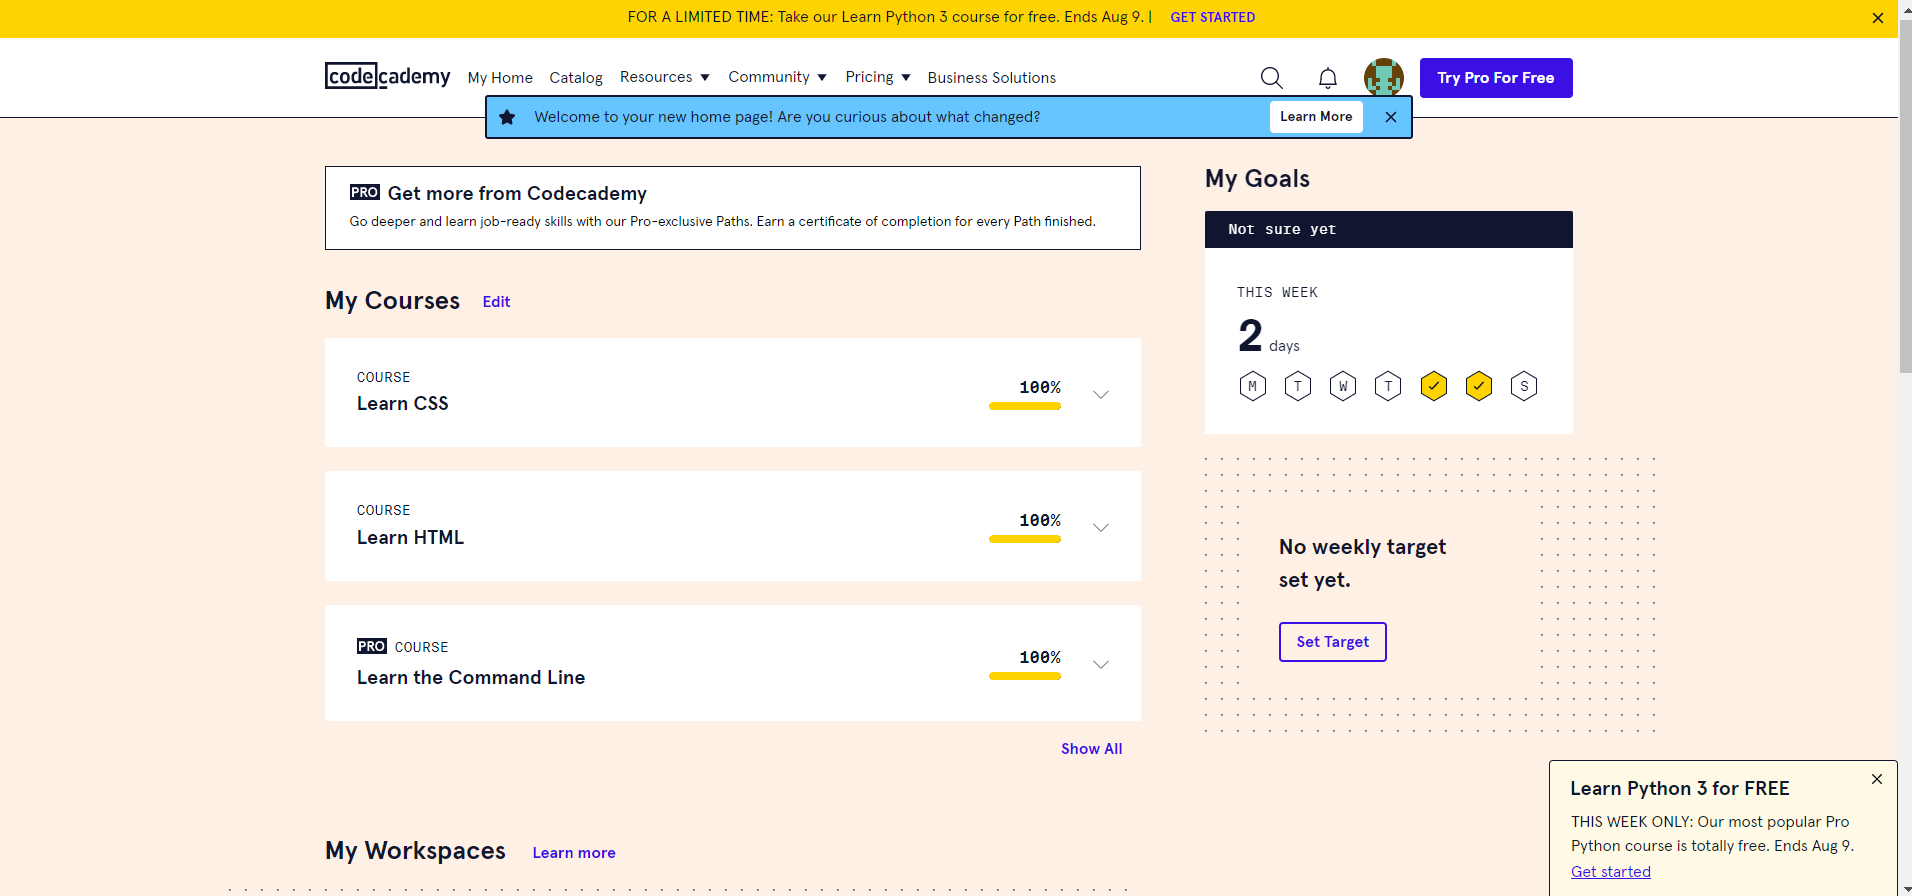 FOR A LIMITED TIME: Take our Learn Python 3 course for free. Ends Aug 9. | GET STARTED
codecademy My Home Catalog Resources Community Pricing Business Solutions Try Pro For Free
Welcome to your new home page! Are you curious about what changed? Learn More
PRO Get more from Codecademy
Go deeper and learn job-ready skills with our Pro-exclusive Paths. Earn a certificate of completion for every Path finished.
My Courses Edit
COURSE
Learn CSS
100%
COURSE
Learn HTML
100%
PRO COURSE
Learn the Command Line
100%
Show All
My Workspaces Learn more
My Goals
Not sure yet
THIS WEEK
2 days
M T W T S
No weekly target
set yet.
Set Target
Learn Python 3 for FREE
THIS WEEK ONLY: Our most popular Pro
Python course is totally free. Ends Aug 9.
Get started